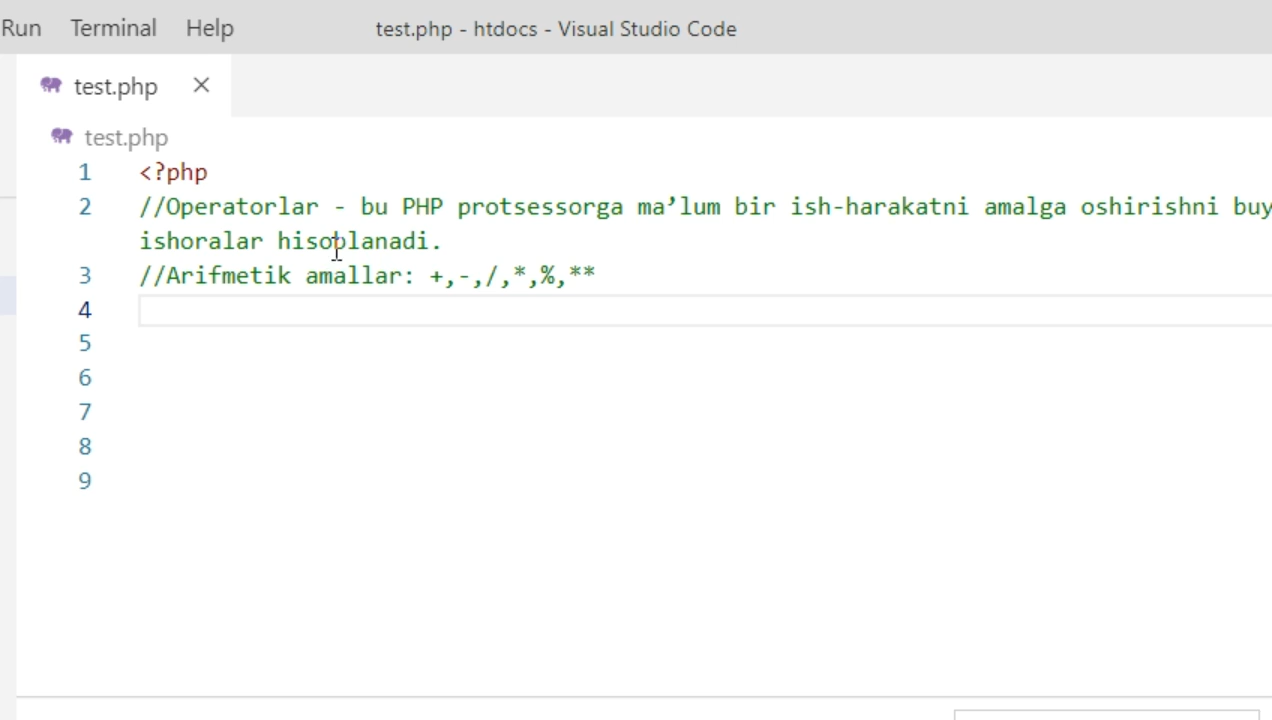 Run Terminal Help test.php - htdocs - Visual Studio Code
test.php
test.php
1 <?php
2 //Operatorlar - bu PHP protsessorga ma’lum bir ish-harakatni amalga oshirishni
ishoralar hisoblanadi.
3 //Arifmetik amallar: +,-,/,*,%,**
4
5
6
7
8
9